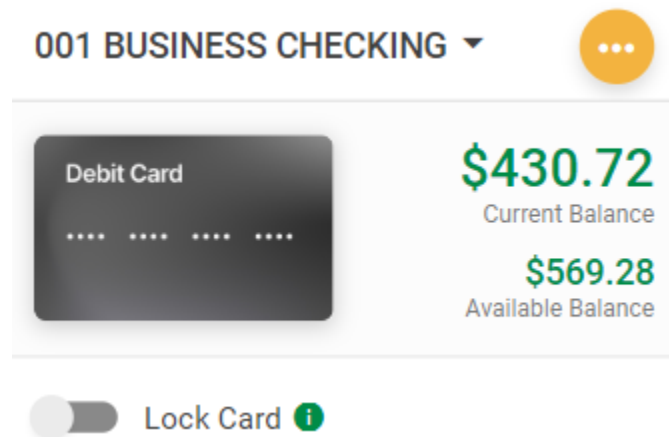 001 BUSINESS CHECKING
Debit Card
•••• •••• •••• ••••
$430.72
Current Balance
$569.28
Available Balance
Lock Card